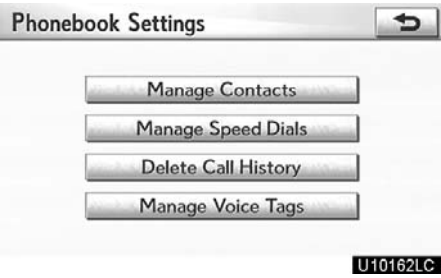 Phonebook Settings
Manage Contacts
Manage Speed Dials
Delete Call History
Manage Voice Tags
U10162LC